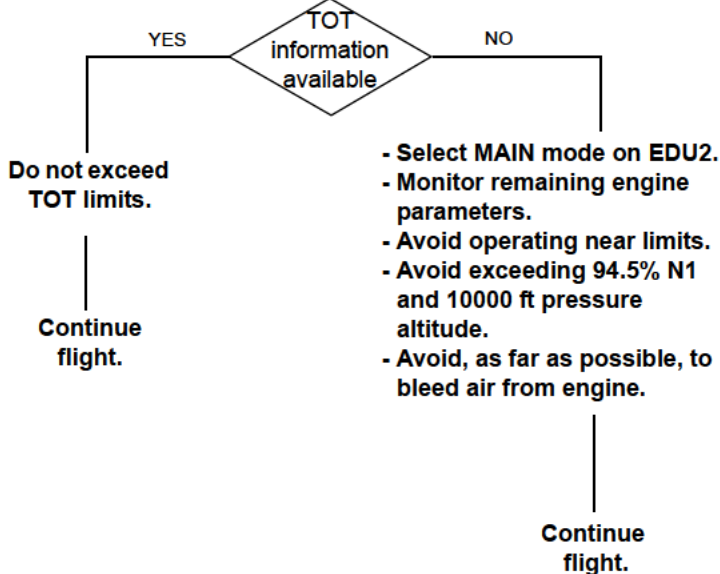 TOT
information
available
YES
NO
Do not exceed
TOT limits.
Continue
flight.
- Select MAIN mode on EDU2.
- Monitor remaining engine
parameters.
- Avoid operating near limits.
- Avoid exceeding 94.5% N1
and 10000 ft pressure
altitude.
- Avoid, as far as possible, to
bleed air from engine.
Continue
flight.